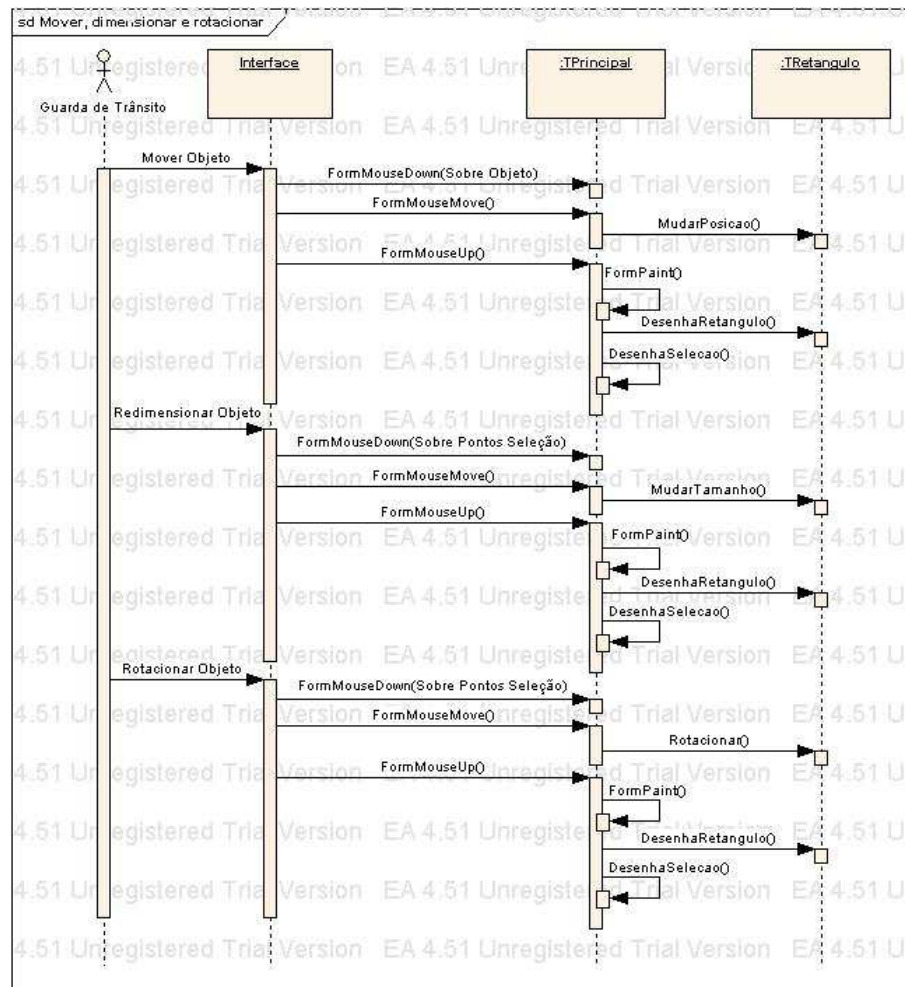 sd Mover, dimensionar e rotacionar
Interface
:TPrincipal
:TRetangulo
Guarda de Trânsito
Mover Objeto
FormMouseDown(Sobre Objeto)
FormMouseMove()
MudarPosicao()
FormMouseUp()
FormPaint()
DesenhaRetangulo()
DesenhaSelecao()
Redimensionar Objeto
FormMouseDown(Sobre Pontos Seleção)
FormMouseMove()
MudarTamanho()
FormMouseUp()
FormPaint()
DesenhaRetangulo()
DesenhaSelecao()
Rotacionar Objeto
FormMouseDown(Sobre Pontos Seleção)
FormMouseMove()
Rotacionar()
FormMouseUp()
FormPaint()
DesenhaRetangulo()
DesenhaSelecao()
EA 4.51 Unregistered Trial Version